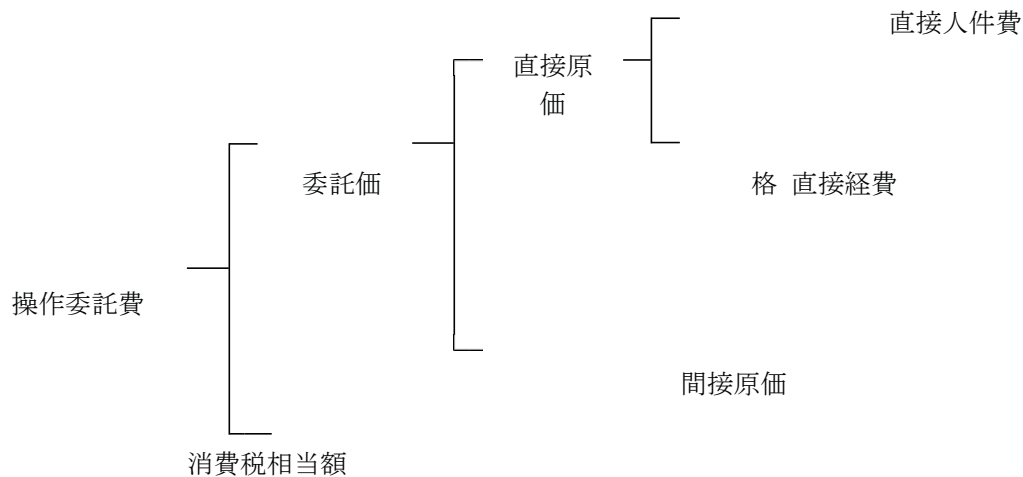 直接人件費
直接原
価
委託価
格 直接経費
操作委託費
間接原価
消費税相当額